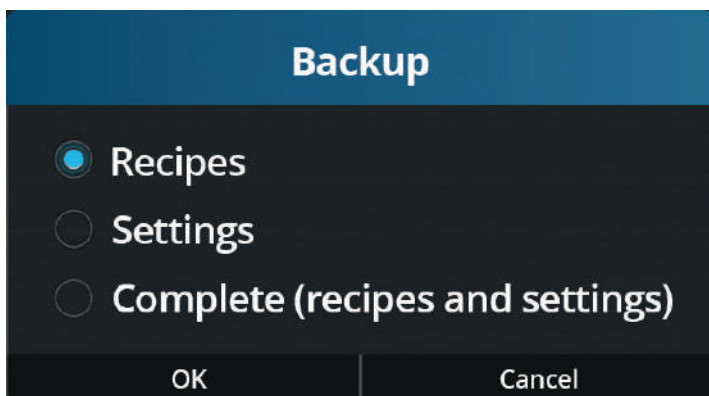 Backup
Recipes
Settings
Complete (recipes and settings)
OK
Cancel